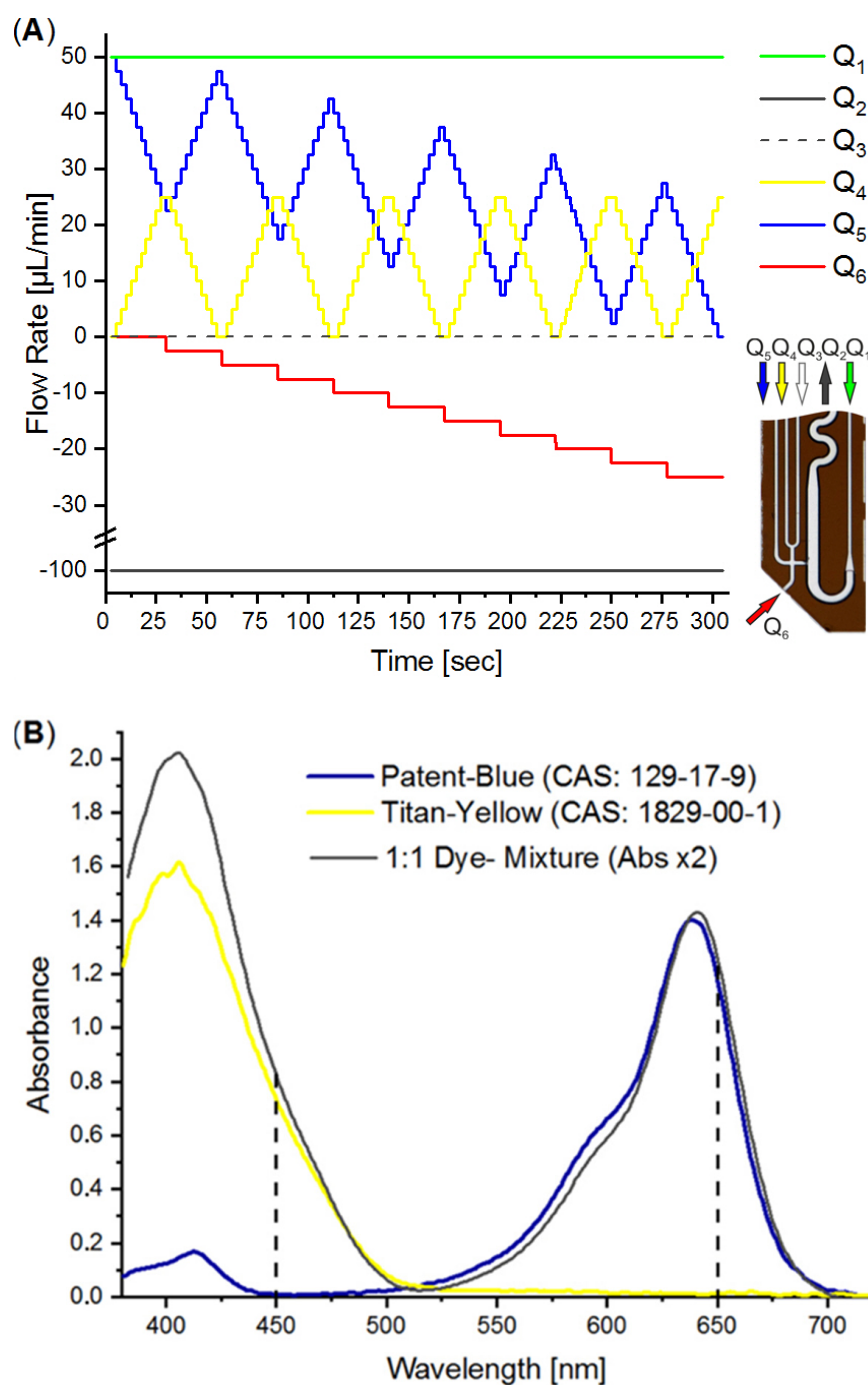 (A)
50
40
30
20
10
0
-10
-20
-30
-100
Flow Rate [µL/min]
0 25 50 75 100 125 150 175 200 225 250 275 300
Time [sec]
Q1
Q2
Q3
Q4
Q5
Q6
Q5 Q4 Q3 Q2 Q1
Q6
(B)
2.0
1.8
1.6
1.4
1.2
1.0
0.8
0.6
0.4
0.2
0.0
Absorbance
Patent-Blue (CAS: 129-17-9)
Titan-Yellow (CAS: 1829-00-1)
1:1 Dye- Mixture (Abs x2)
400 450 500 550 600 650 700
Wavelength [nm]